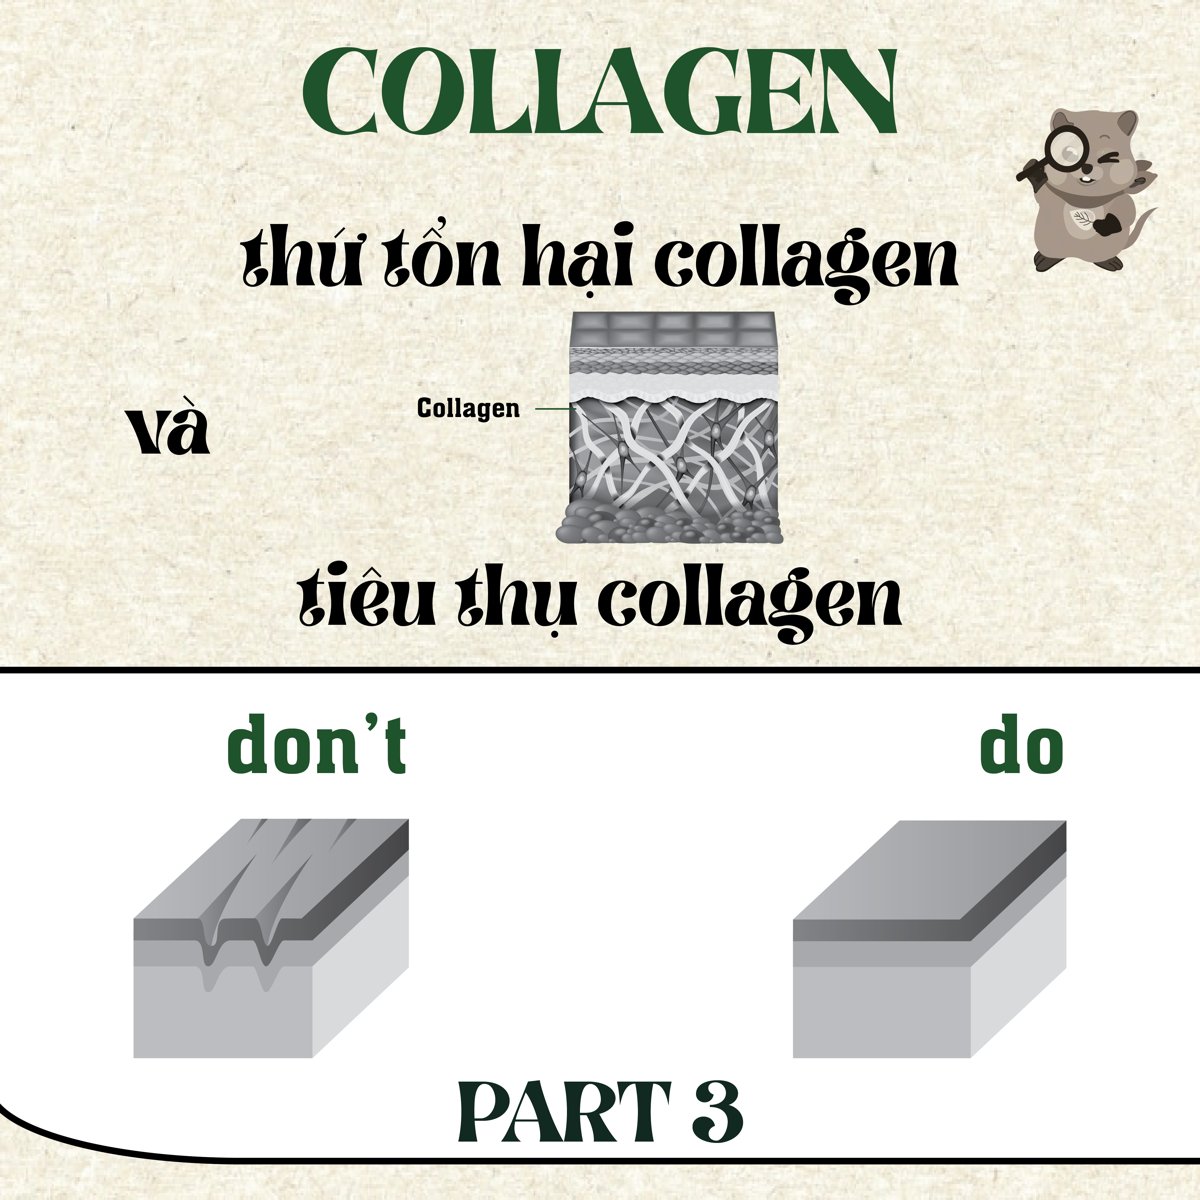 COLLAGEN
thứ tổn hại collagen
Collagen
và
tiêu thụ collagen
don't
do
PART 3